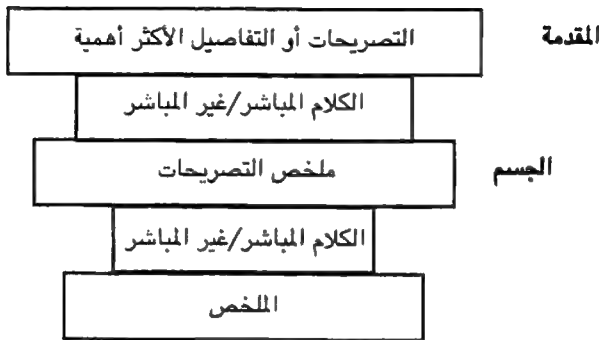 المقدمة
التصريحات أو التفاصيل الأكثر أهمية
الكلام المباشر/غير المباشر
الجسم
ملخص التصريحات
الكلام المباشر/غير المباشر
الملخص